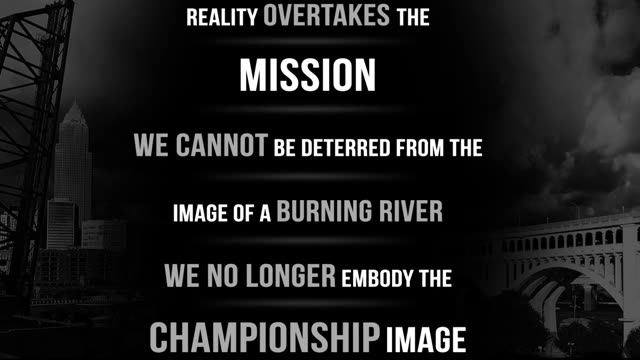 REALITY OVERTAKES THE
MISSION
WE CANNOT BE DETERRED FROM THE
IMAGE OF A BURNING RIVER
WE NO LONGER EMBODY THE
CHAMPIONSHIP IMAGE